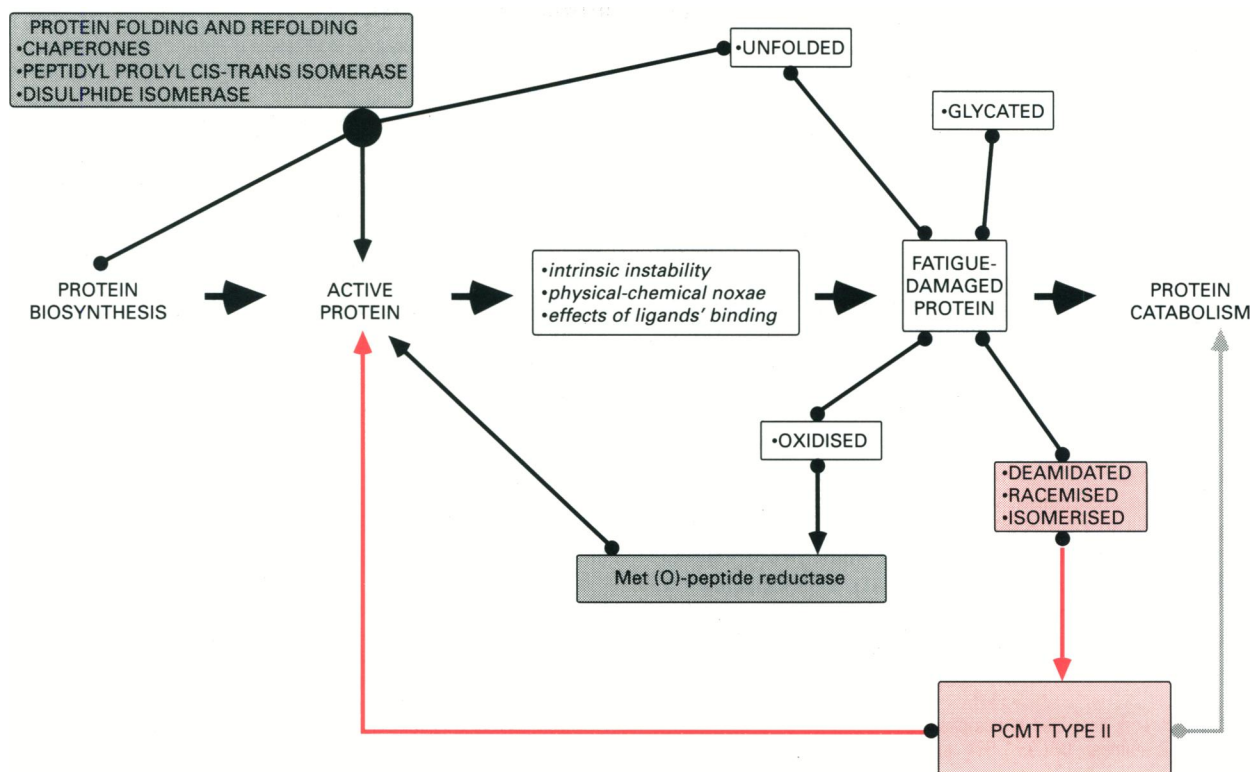 PROTEIN FOLDING AND REFOLDING
•CHAPERONES
•PEPTIDYL PROLYL CIS-TRANS ISOMERASE
•DISULPHIDE ISOMERASE
•UNFOLDED
•GLYCATED
PROTEIN
BIOSYNTHESIS
ACTIVE
PROTEIN
•intrinsic instability
•physical-chemical noxae
•effects of ligands' binding
FATIGUE-
DAMAGED
PROTEIN
PROTEIN
CATABOLISM
•OXIDISED
•DEAMIDATED
•RACEMISED
•ISOMERISED
Met (O)-peptide reductase
PCMT TYPE II